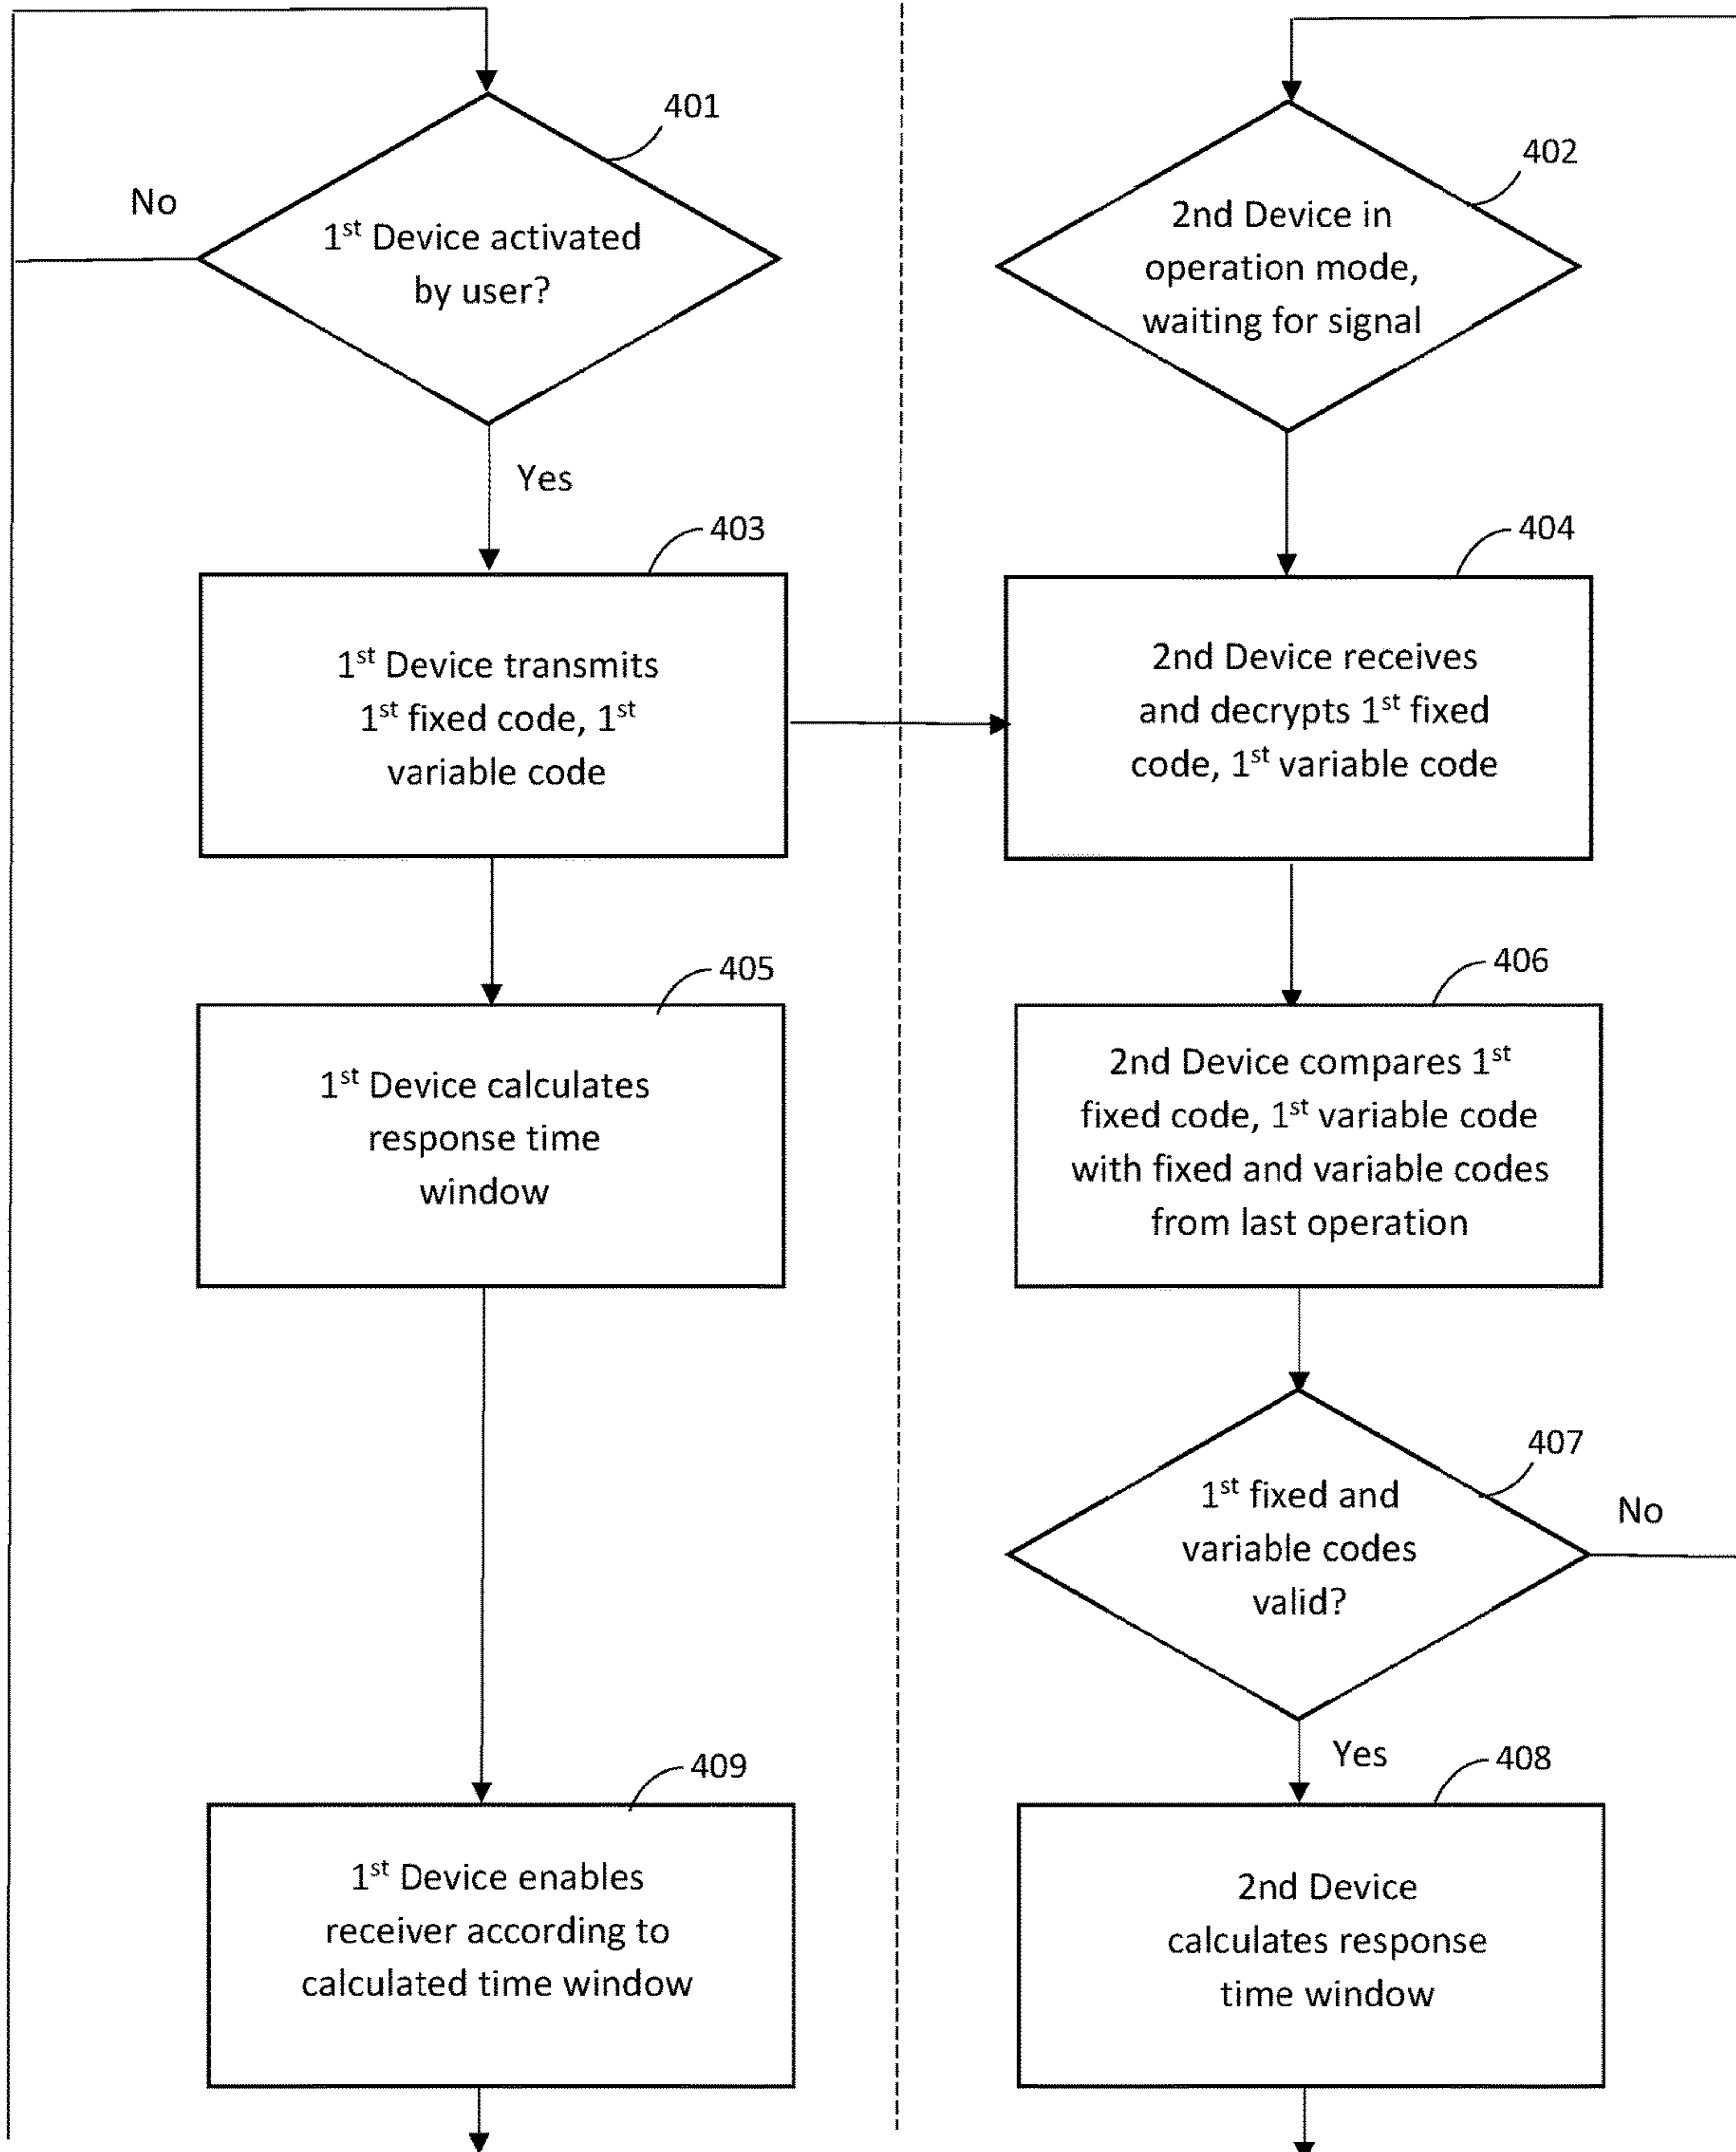 401
No
1st Device activated
by user?
Yes
402
2nd Device in
operation mode,
waiting for signal
403
1st Device transmits
1st fixed code, 1st
variable code
404
2nd Device receives
and decrypts 1st fixed
code, 1st variable code
405
1st Device calculates
response time
window
406
2nd Device compares 1st
fixed code, 1st variable code
with fixed and variable codes
from last operation
407
1st fixed and
variable codes
valid?
No
Yes
409
1st Device enables
receiver according to
calculated time window
408
2nd Device
calculates response
time window